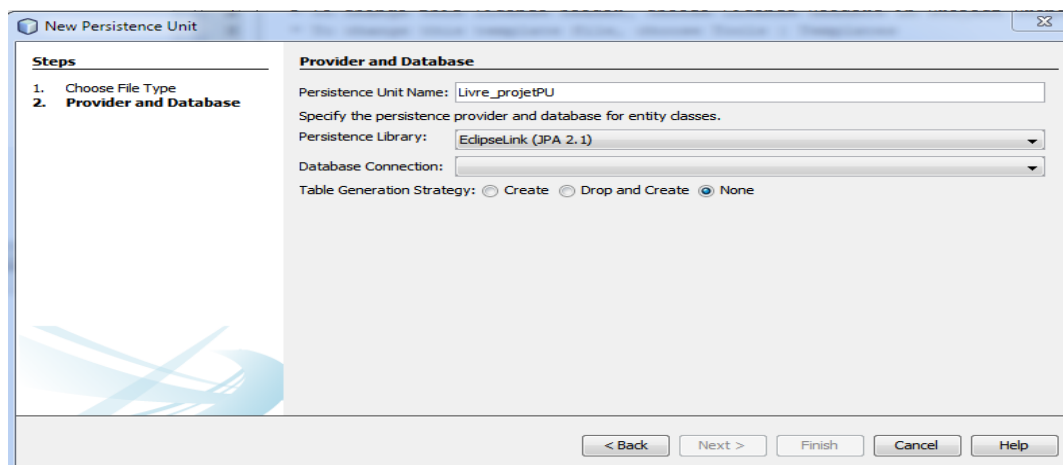 New Persistence Unit
Steps
1. Choose File Type
2. Provider and Database
Provider and Database
Persistence Unit Name: Livre_projetPU
Specify the persistence provider and database for entity classes.
Persistence Library: EclipseLink (JPA 2.1)
Database Connection:
Table Generation Strategy: Create Drop and Create None
< Back Next > Finish Cancel Help